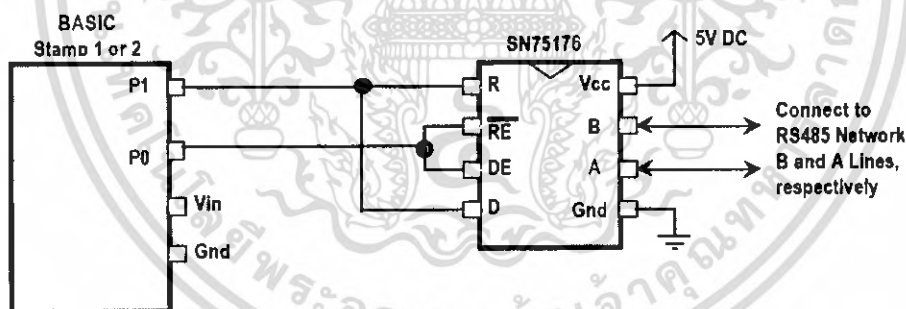 BASIC
Stamp 1 or 2
P1
P0
Vin
Gnd
SN75176
R
RE
DE
D
Vcc
B
A
Gnd
5V DC
Connect to
RS485 Network
B and A Lines,
respectively